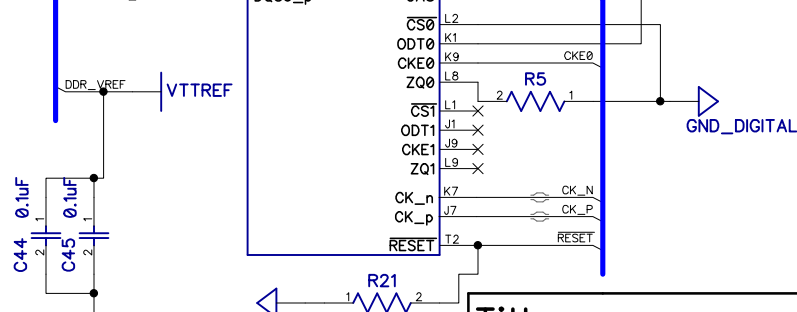 CS0 L2
ODT0 K1
CKE0 K9 CKE0
ZQ0 L8
R5
2 1
DDR_VREF
VTTREF
GND_DIGITAL
CS1 L1
ODT1 J1
CKE1 J9
ZQ1 L9
0.1uF 0.1uF
1 1
CK_n K7 CK_N
CK_p J7 CK_P
C44 C45
2 2
RESET T2 RESET
R21
1 2